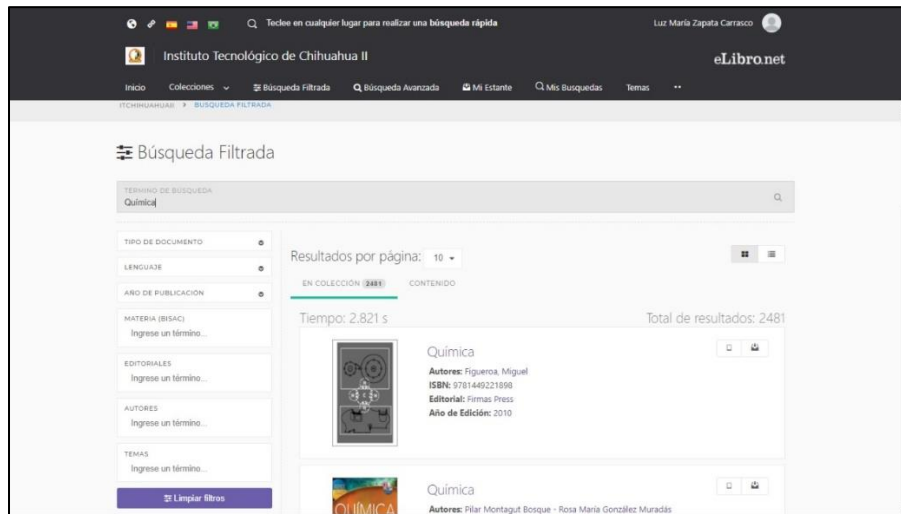 Teclee en cualquier lugar para realizar una búsqueda rápida
Luz María Zapata Carrasco
Instituto Tecnológico de Chihuahua II
eLibro.net
Inicio Colecciones Búsqueda Filtrada Búsqueda Avanzada Mi Estante Mis Busquedas Temas
ITCHIHUAHUAII > BÚSQUEDA FILTRADA
Búsqueda Filtrada
TÉRMINO DE BÚSQUEDA
Química
TIPO DE DOCUMENTO
LENGUAJE
AÑO DE PUBLICACIÓN
MATERIA (BISAC)
Ingrese un término...
EDITORIALES
Ingrese un término...
AUTORES
Ingrese un término...
TEMAS
Ingrese un término...
Limpiar filtros
Resultados por página: 10
EN COLECCIÓN 2481 CONTENIDO
Tiempo: 2.821 s Total de resultados: 2481
Química
Autores: Figueroa, Miguel
ISBN: 9781449221898
Editorial: Firmas Press
Año de Edición: 2010
QUÍMICA
Química
Autores: Pilar Montagut Bosque - Rosa María González Muradás